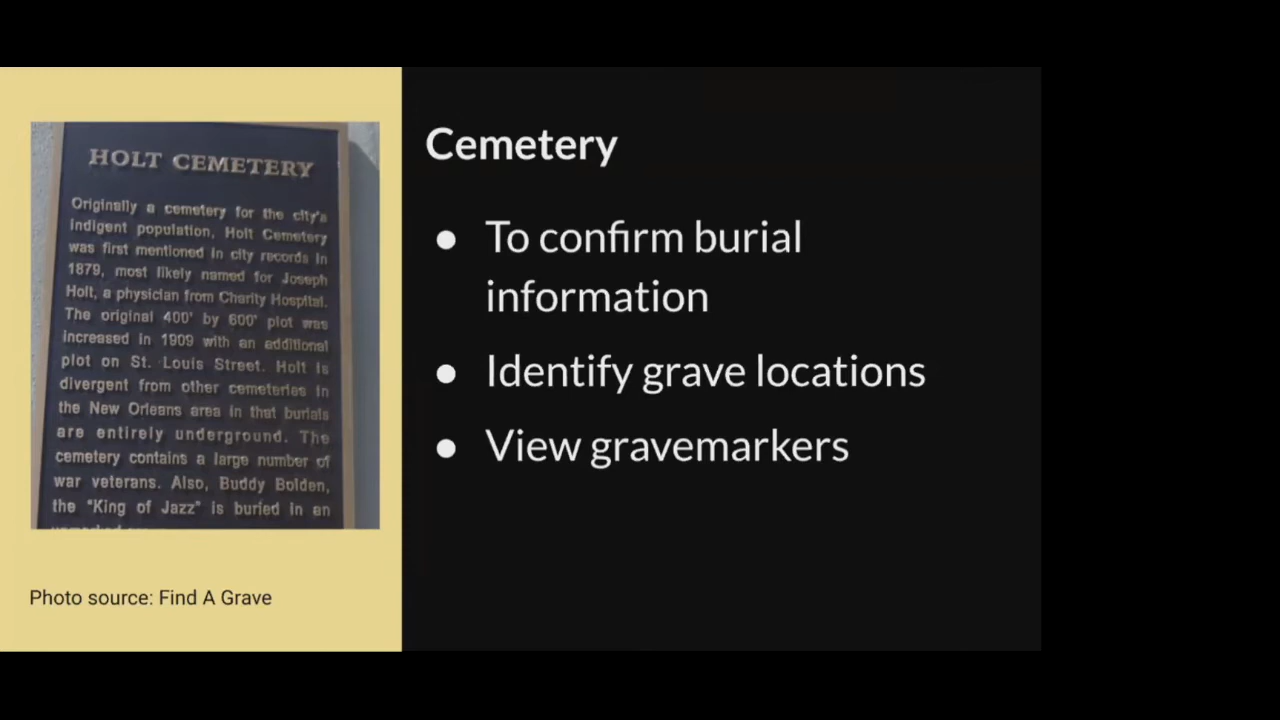 HOLT CEMETERY
Originally a cemetery for the city's
indigent population, Holt Cemetery
was first mentioned in city records in
1879, most likely named for Joseph
Holt, a physician from Charity Hospital.
The original 400' by 600' plot was
increased in 1909 with an additional
plot on St. Louis Street. Holt is
divergent from other cemeteries in
the New Orleans area in that burials
are entirely underground. The
cemetery contains a large number of
war veterans. Also, Buddy Bolden,
the "King of Jazz" is buried in an
Photo source: Find A Grave
Cemetery
● To confirm burial
information
● Identify grave locations
● View gravemarkers